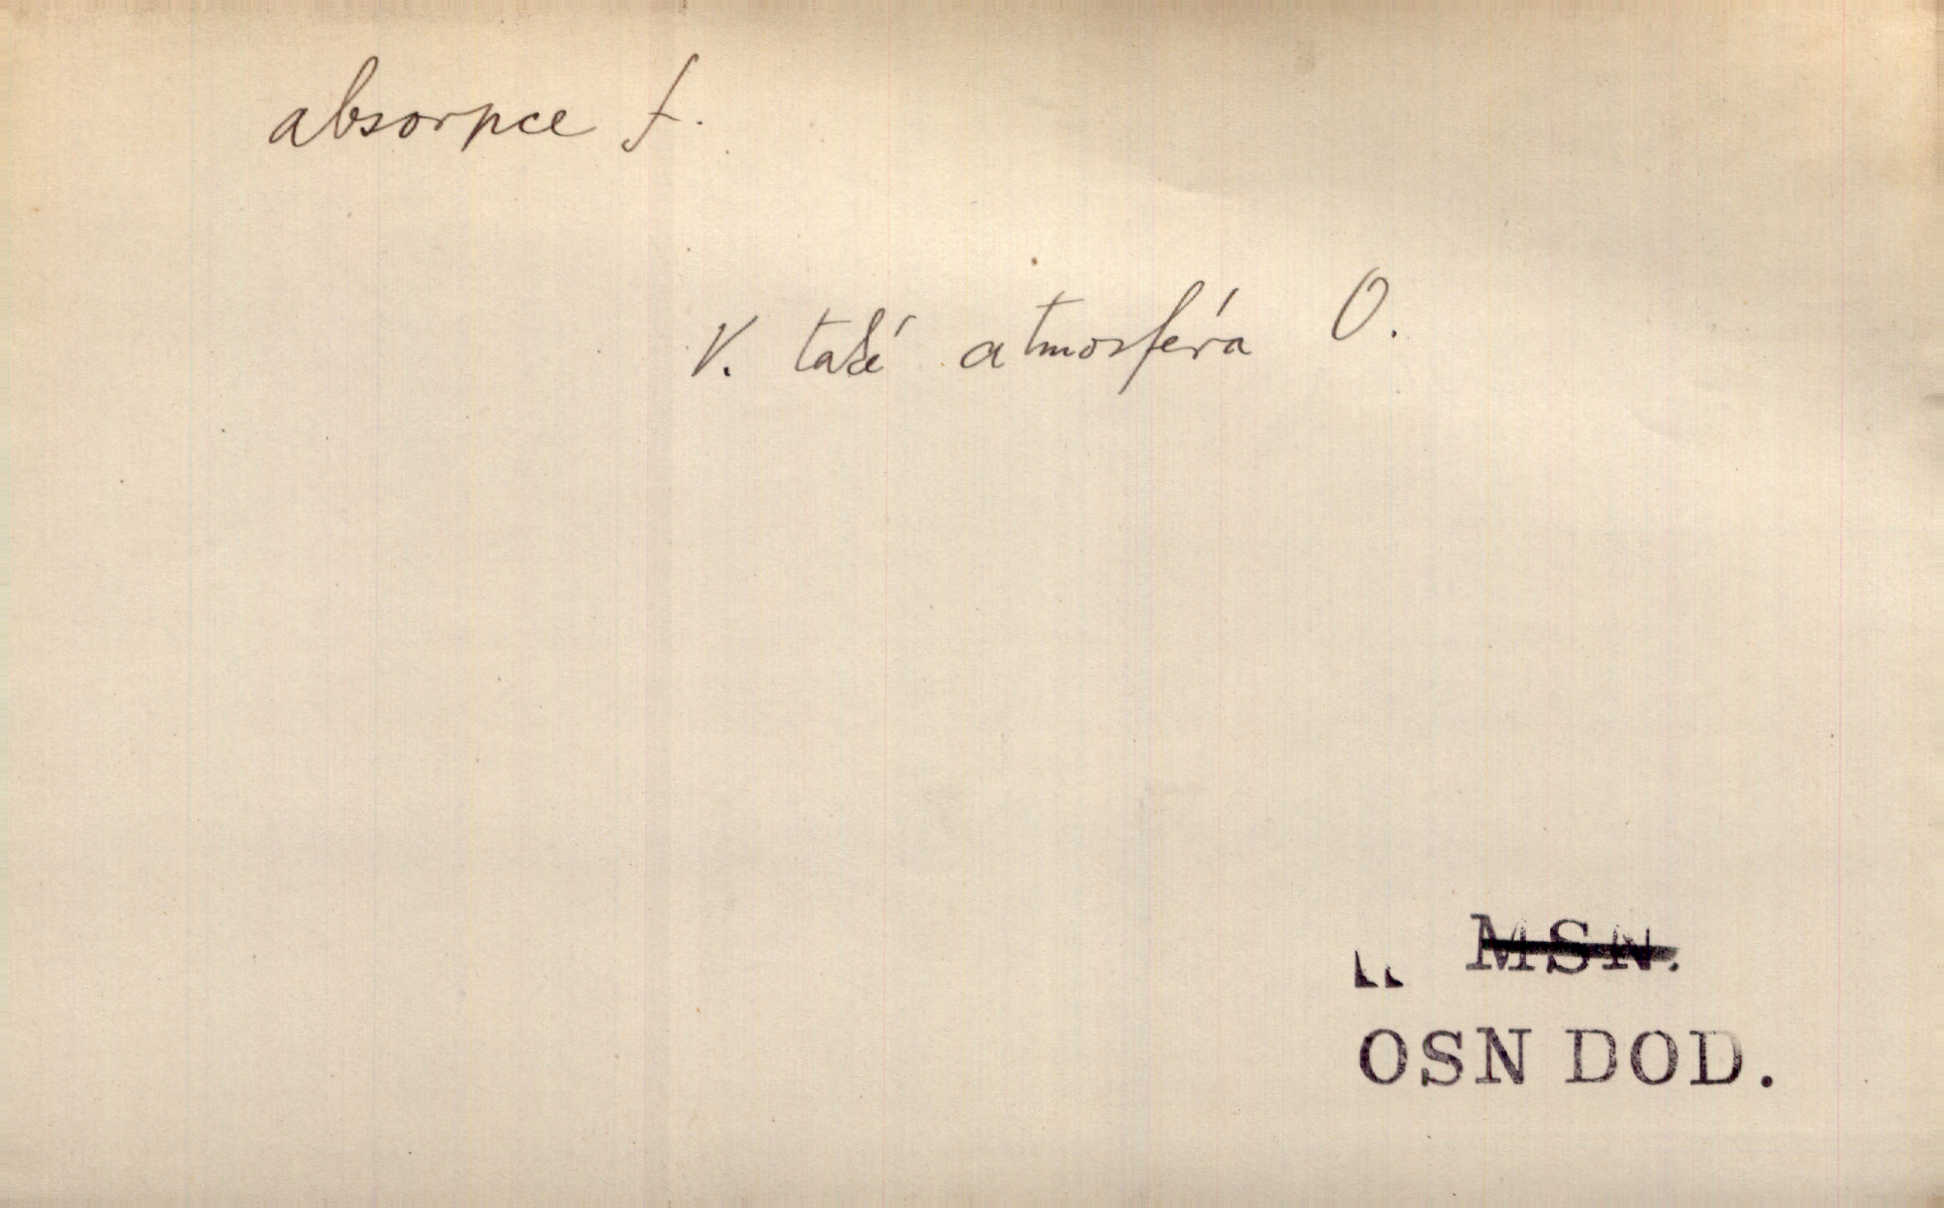 absorpce f.
V. také atmosféra O.
MSN.
OSN DOD.